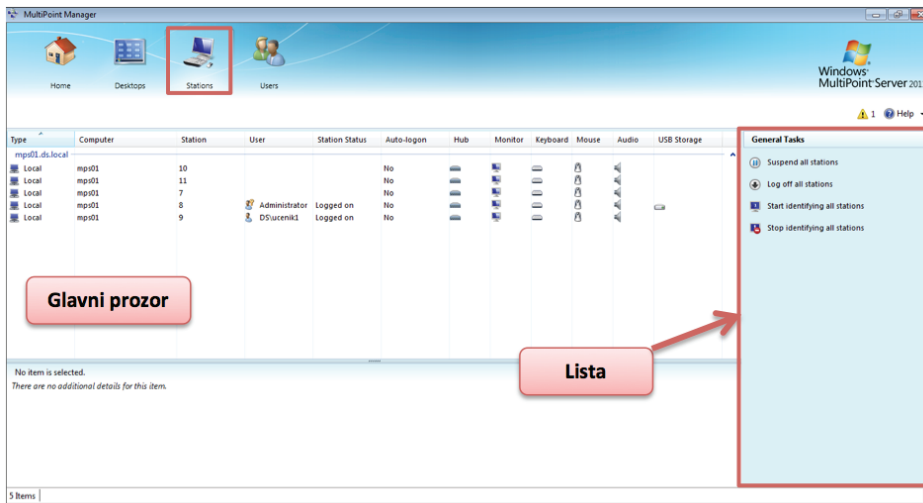 MultiPoint Manager
Home Desktops Stations Users
Windows
MultiPoint Server 201
1 Help
Type Computer Station User Station Status Auto-logon Hub Monitor Keyboard Mouse Audio USB Storage
mps01.ds.local
Local mps01 10 No
Local mps01 11 No
Local mps01 7 No
Local mps01 8 Administrator Logged on No
Local mps01 9 DS\ucenik1 Logged on No
General Tasks
Suspend all stations
Log off all stations
Start identifying all stations
Stop identifying all stations
Glavni prozor
Lista
No item is selected.
There are no additional details for this item.
5 Items